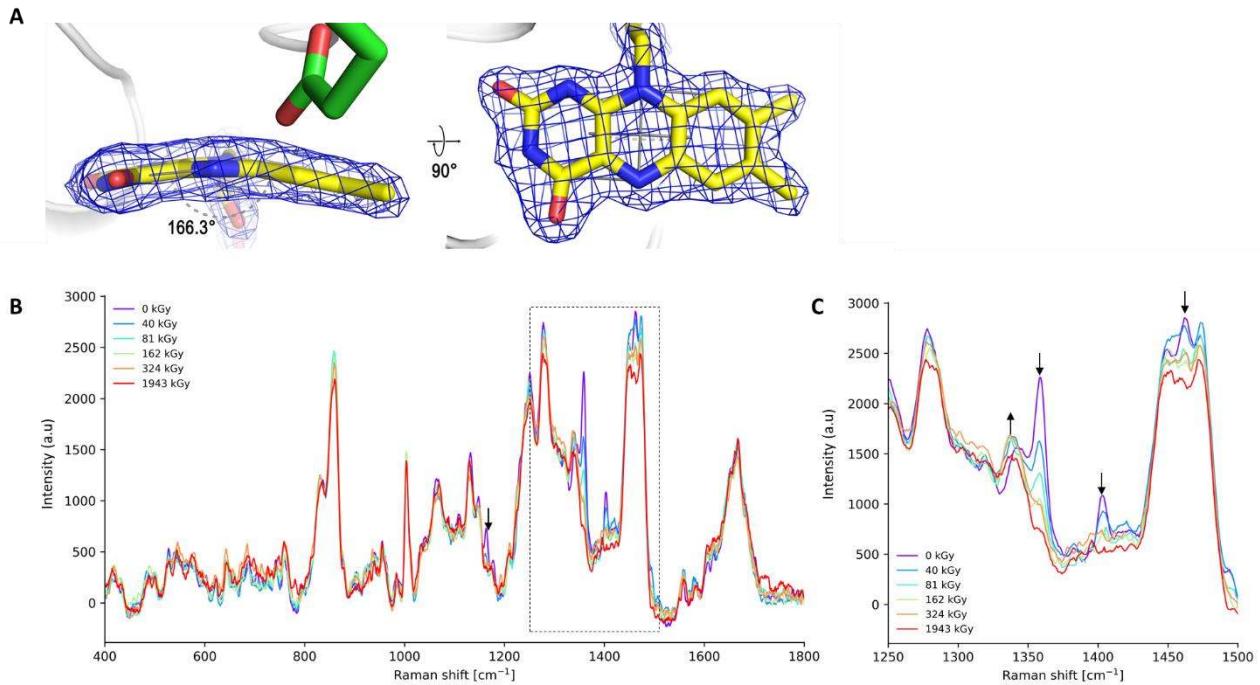 A
166.3°
90°
B
3000
2500
2000
1500
1000
500
0
Intensity (a.u)
0 kGy
40 kGy
81 kGy
162 kGy
324 kGy
1943 kGy
400
600
800
1000
1200
1400
1600
1800
Raman shift [cm⁻¹]
C
3000
2500
2000
1500
1000
500
0
Intensity (a.u)
0 kGy
40 kGy
81 kGy
162 kGy
324 kGy
1943 kGy
1250
1300
1350
1400
1450
1500
Raman shift [cm⁻¹]